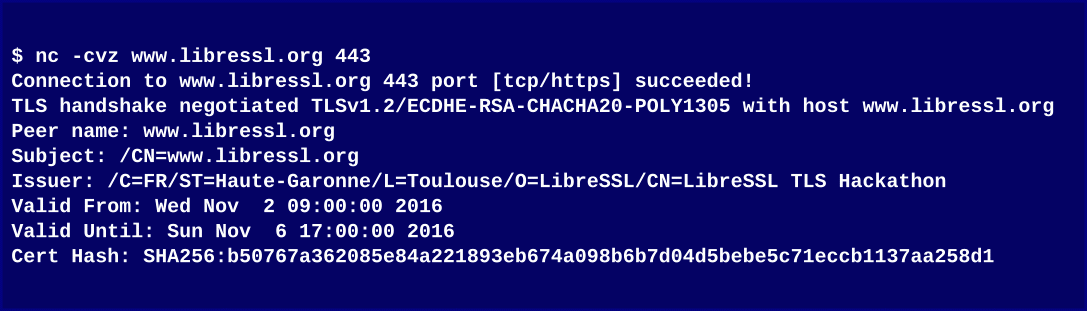 $ nc -cvz www.libressl.org 443
Connection to www.libressl.org 443 port [tcp/https] succeeded!
TLS handshake negotiated TLSv1.2/ECDHE-RSA-CHACHA20-POLY1305 with host www.libressl.org
Peer name: www.libressl.org
Subject: /CN=www.libressl.org
Issuer: /C=FR/ST=Haute-Garonne/L=Toulouse/O=LibreSSL/CN=LibreSSL TLS Hackathon
Valid From: Wed Nov  2 09:00:00 2016
Valid Until: Sun Nov  6 17:00:00 2016
Cert Hash: SHA256:b50767a362085e84a221893eb674a098b6b7d04d5bebe5c71eccb1137aa258d1